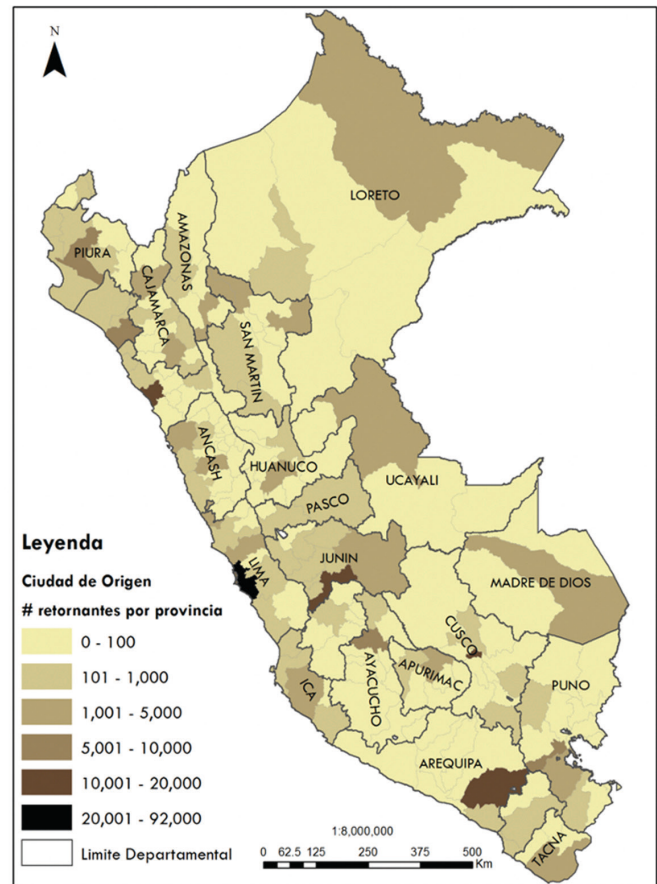 N
LORETO
AMAZONAS
PIURA
CAJAMARCA
SAN MARTIN
ANCASH
HUANUCO
UCAYALI
PASCO
LIMA
JUNIN
MADRE DE DIOS
CUSCO
AYACUCHO
APURIMAC
ICA
PUNO
AREQUIPA
TACNA
Leyenda
Ciudad de Origen
# retornantes por provincia
0 - 100
101 - 1,000
1,001 - 5,000
5,001 - 10,000
10,001 - 20,000
20,001 - 92,000
Limite Departamental
1:8,000,000
0 62.5 125 250 375 500
Km